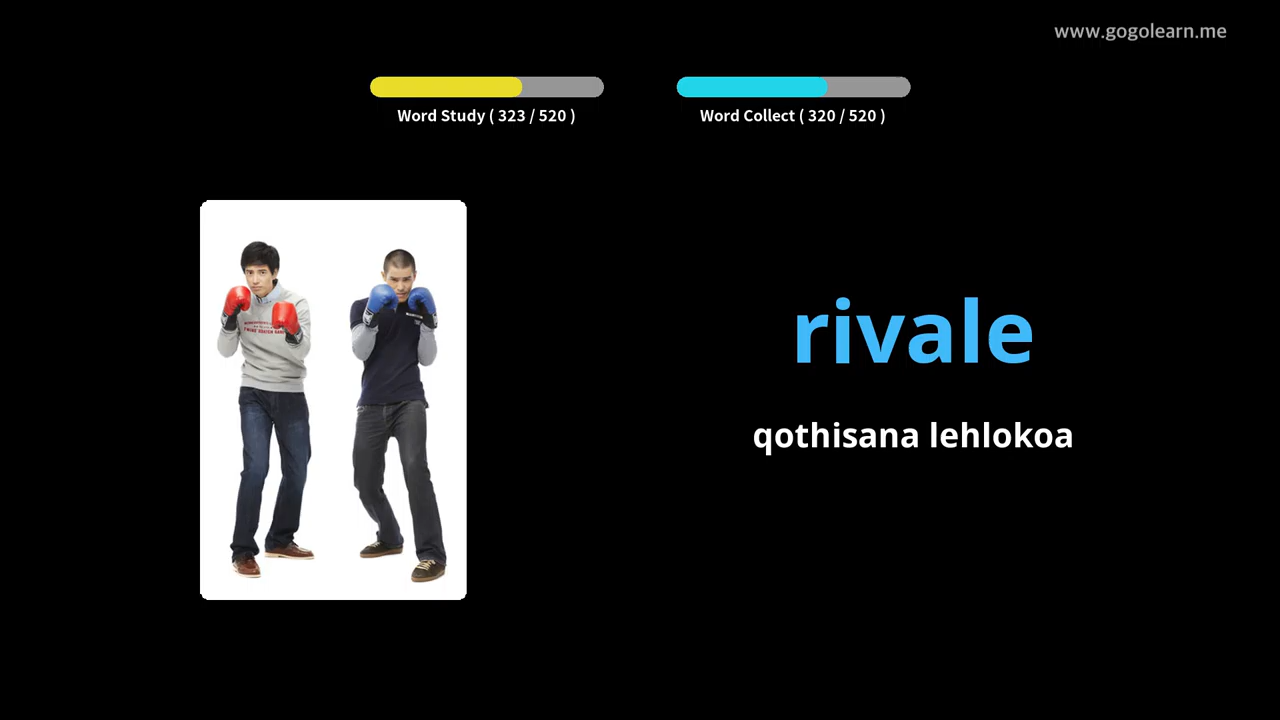 www.gogolearn.me
Word Study ( 323 / 520 )
Word Collect ( 320 / 520 )
rivale
qothisana lehlokoa